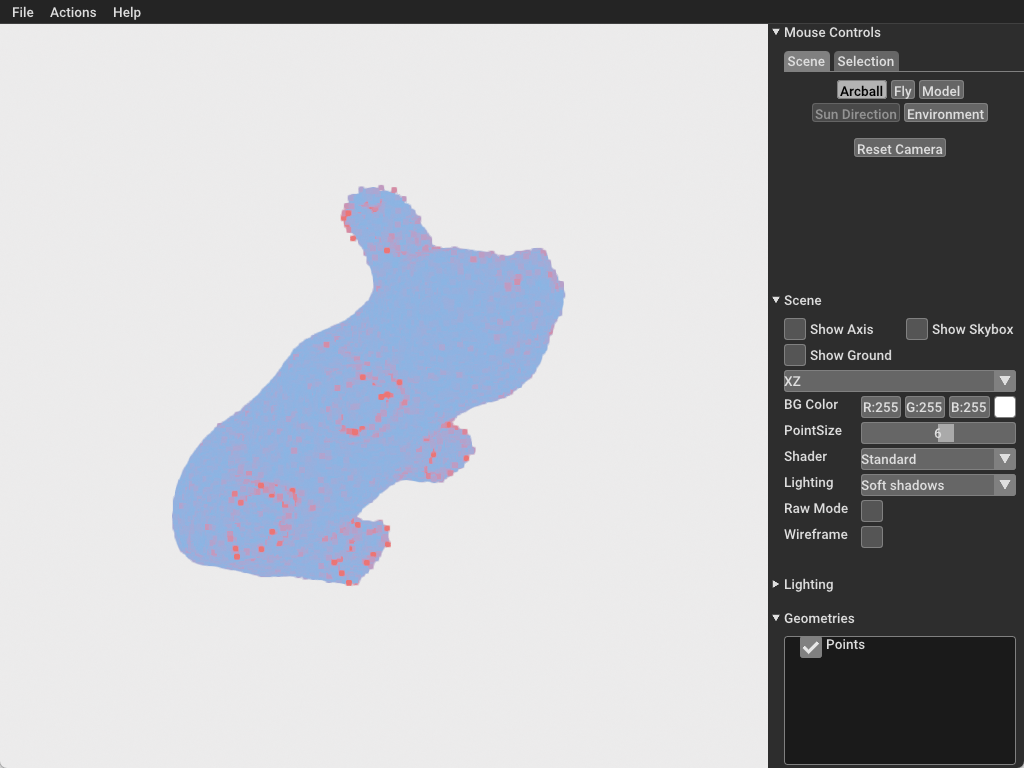 File Actions Help
Mouse Controls
Scene Selection
Arcball Fly Model
Sun Direction Environment
Reset Camera
Scene
Show Axis Show Skybox
Show Ground
XZ
BG Color R:255 G:255 B:255
PointSize 6
Shader Standard
Lighting Soft shadows
Raw Mode
Wireframe
Lighting
Geometries
Points